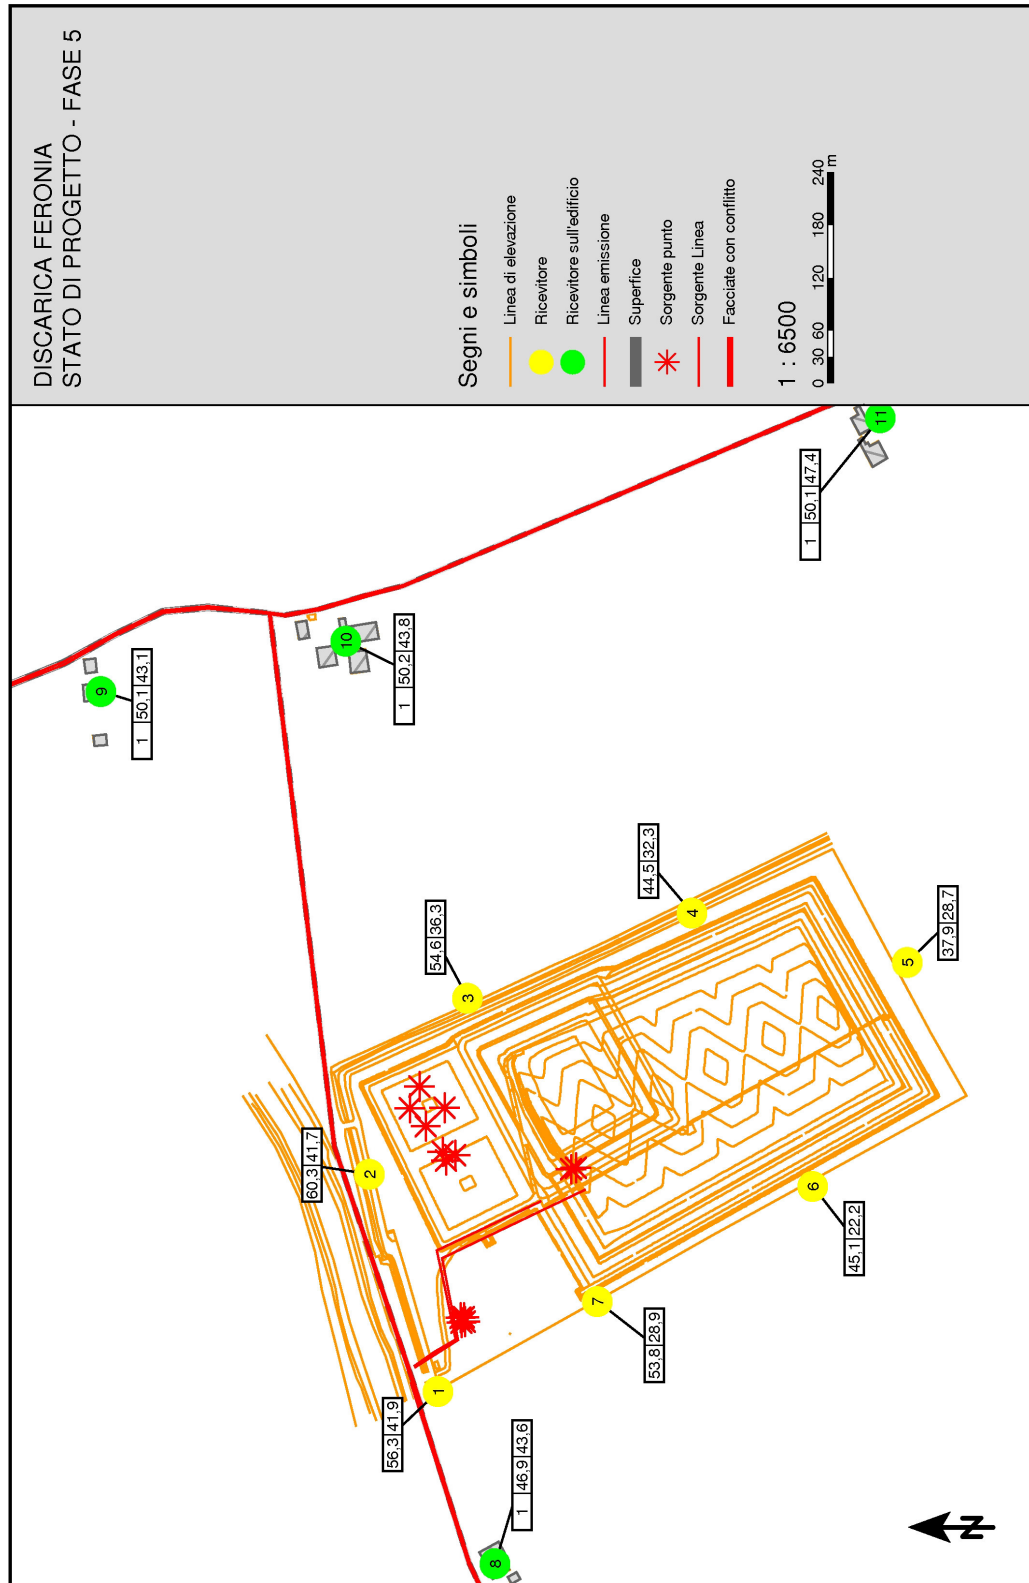 DISCARICA FERONIA
STATO DI PROGETTO - FASE 5
Segni e simboli
Linea di elevazione
Ricevitore
Ricevitore sull'edificio
Linea emissione
Superfice
Sorgente punto
Sorgente Linea
Facciate con conflitto
1 : 6500
0 30 60 120 180 240
m
9
1 50,1 43,1
10
1 50,2 43,8
11
1 50,1 47,4
2
60,3 41,7
3
54,6 36,3
4
44,5 32,3
5
37,9 28,7
6
45,1 22,2
7
53,8 28,9
1
56,3 41,9
8
1 46,9 43,6
N